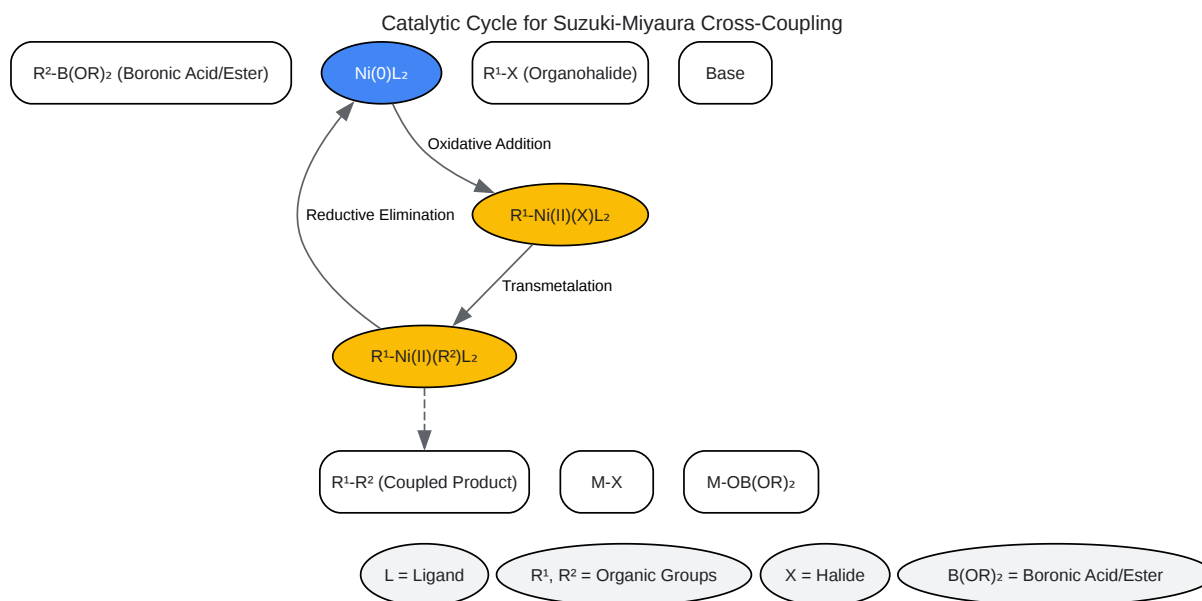 Catalytic Cycle for Suzuki-Miyaura Cross-Coupling
R²-B(OR)₂ (Boronic Acid/Ester)
Ni(0)L₂
R¹-X (Organohalide)
Base
Oxidative Addition
R¹-Ni(II)(X)L₂
Reductive Elimination
Transmetalation
R¹-Ni(II)(R²)L₂
R¹-R² (Coupled Product)
M-X
M-OB(OR)₂
L = Ligand
R¹, R² = Organic Groups
X = Halide
B(OR)₂ = Boronic Acid/Ester